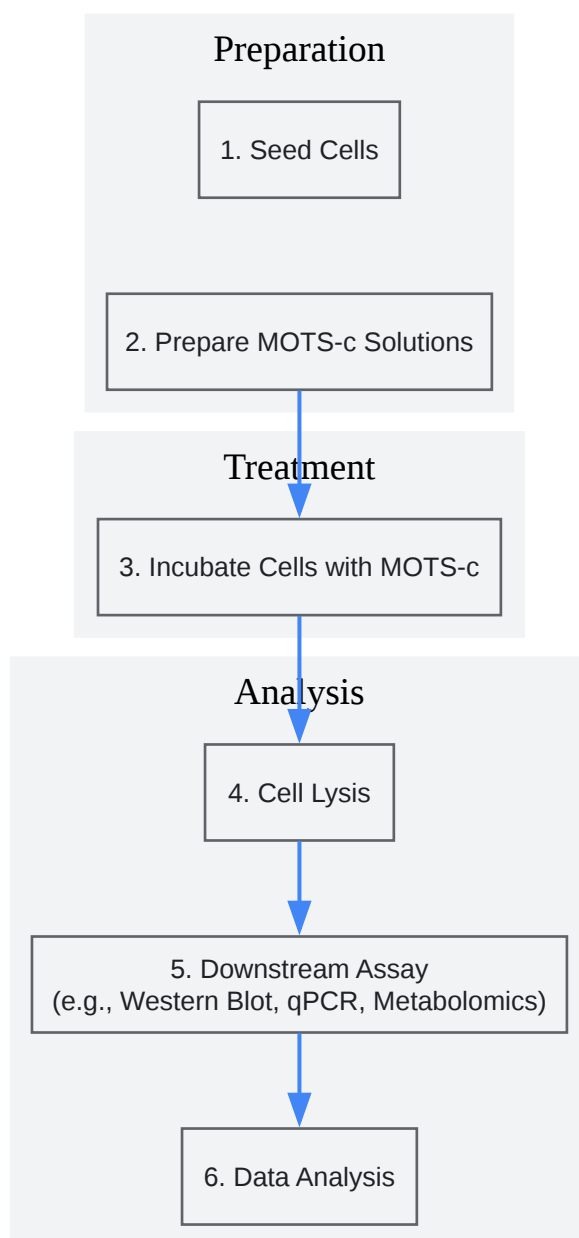 Preparation
1. Seed Cells
2. Prepare MOTS-c Solutions
Treatment
3. Incubate Cells with MOTS-c
Analysis
4. Cell Lysis
5. Downstream Assay
(e.g., Western Blot, qPCR, Metabolomics)
6. Data Analysis